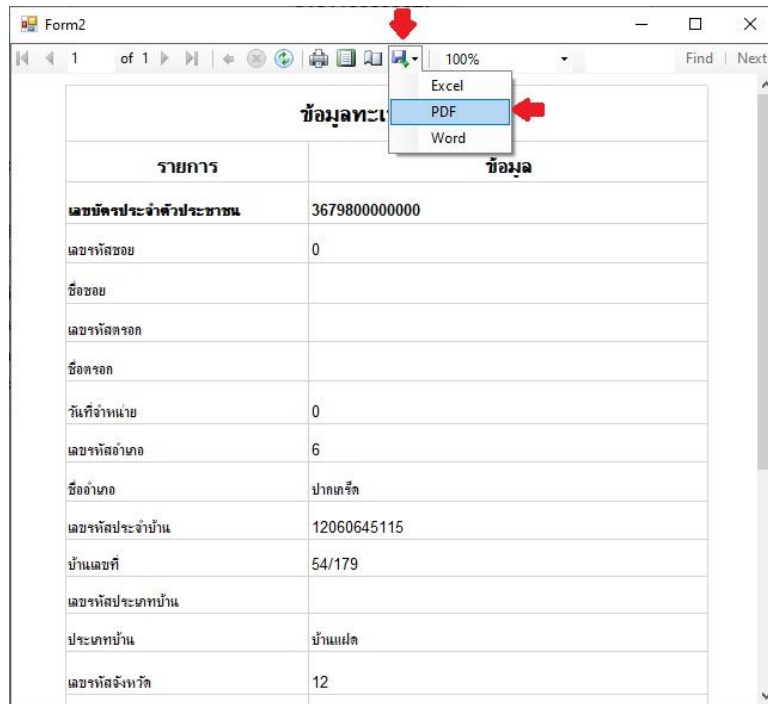 Form2
1 of 1 100% Find | Next
Excel
PDF
Word
ข้อมูลทะเ
รายการ ข้อมูล
เลขบัตรประจำตัวประชาชน 3679800000000
เลขรหัสซอย 0
ชื่อซอย
เลขรหัสตรอก
ชื่อตรอก
วันที่จำหน่าย 0
เลขรหัสอำเภอ 6
ชื่ออำเภอ ปากเกร็ด
เลขรหัสประจำบ้าน 12060645115
บ้านเลขที่ 54/179
เลขรหัสประเภทบ้าน
ประเภทบ้าน บ้านแฝด
เลขรหัสจังหวัด 12